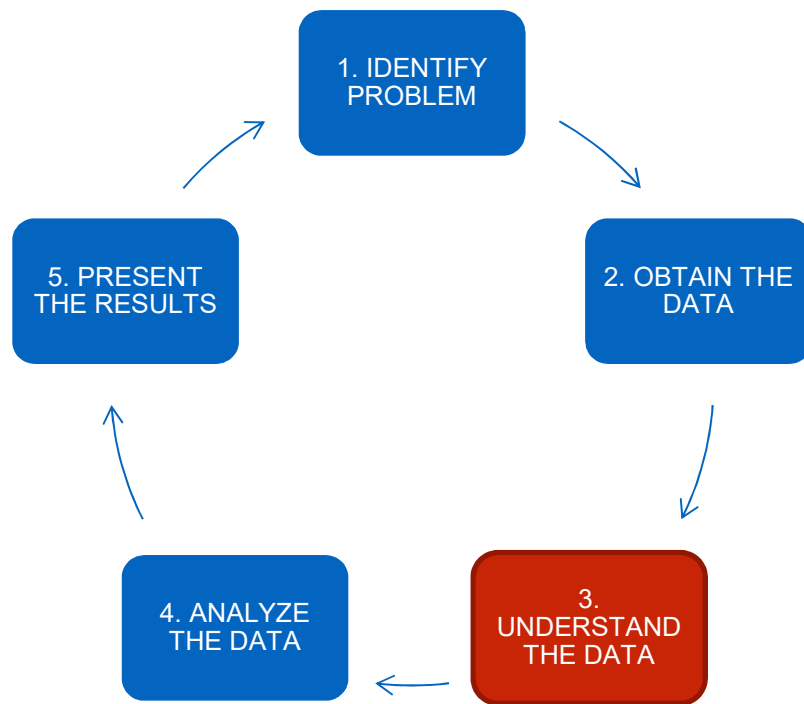 1. IDENTIFY
PROBLEM
2. OBTAIN THE
DATA
3.
UNDERSTAND
THE DATA
4. ANALYZE
THE DATA
5. PRESENT
THE RESULTS